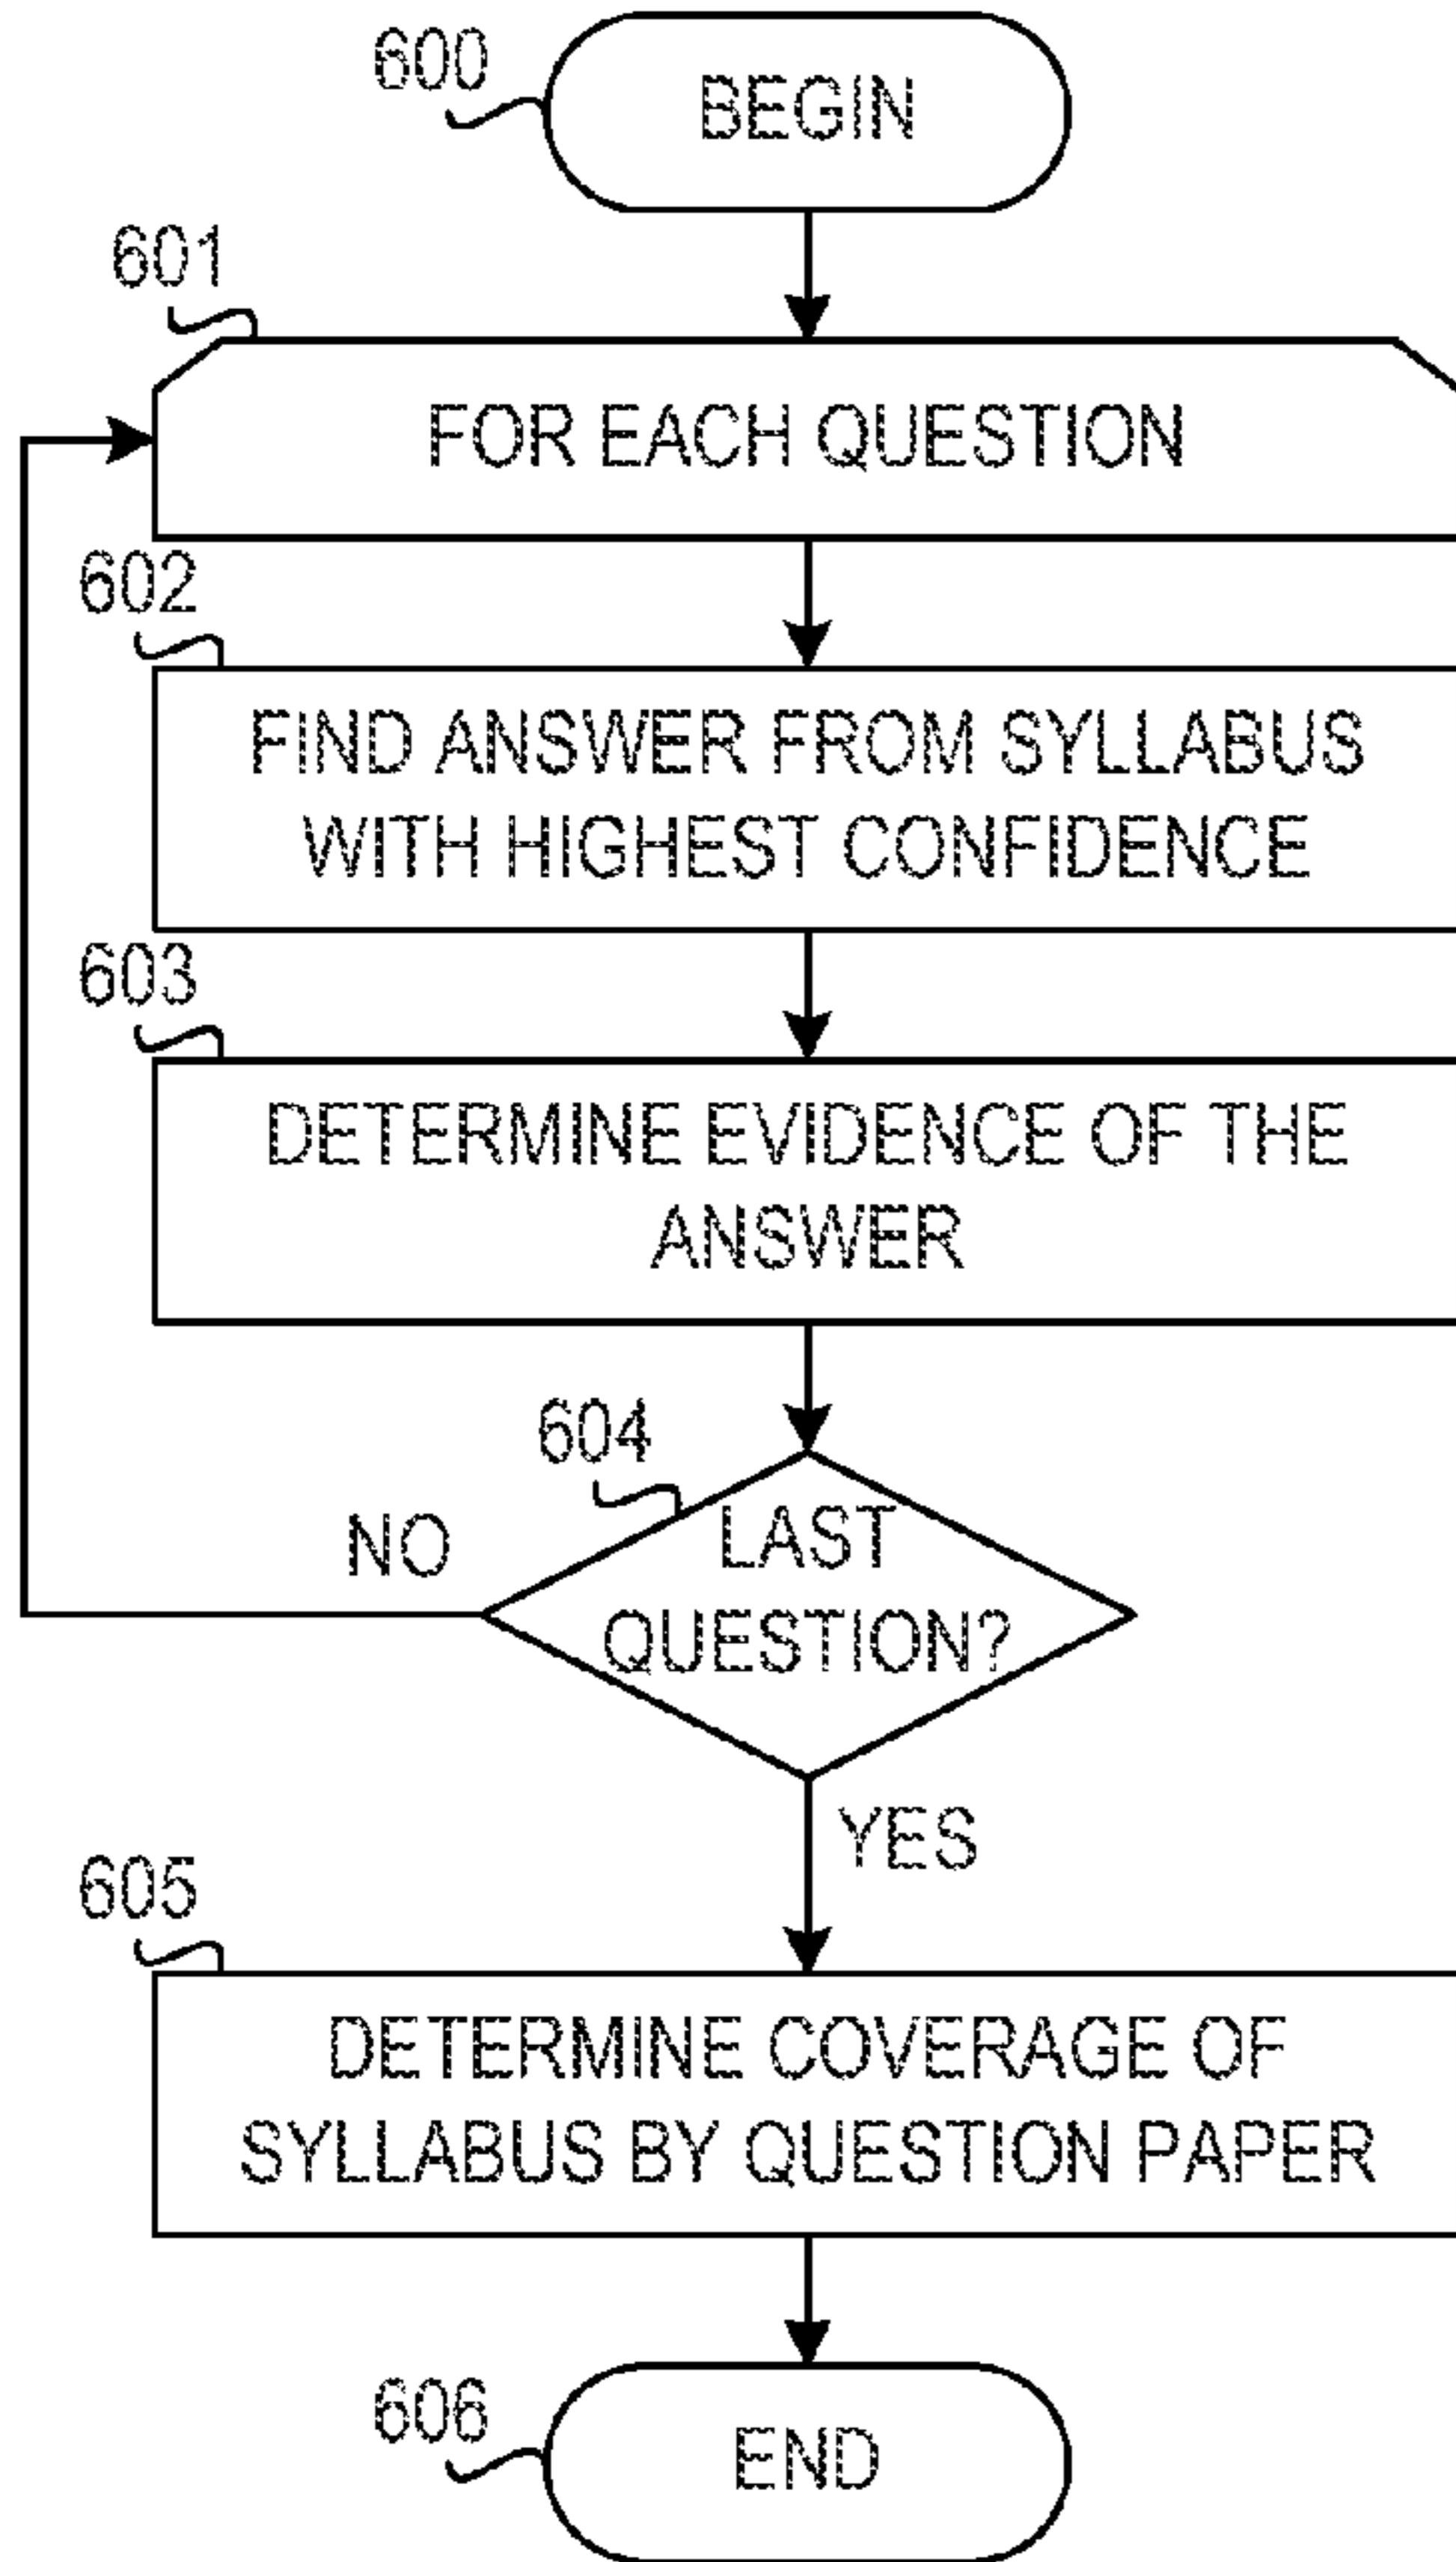 600
BEGIN
601
FOR EACH QUESTION
602
FIND ANSWER FROM SYLLABUS
WITH HIGHEST CONFIDENCE
603
DETERMINE EVIDENCE OF THE
ANSWER
604
LAST
QUESTION?
NO
YES
605
DETERMINE COVERAGE OF
SYLLABUS BY QUESTION PAPER
606
END